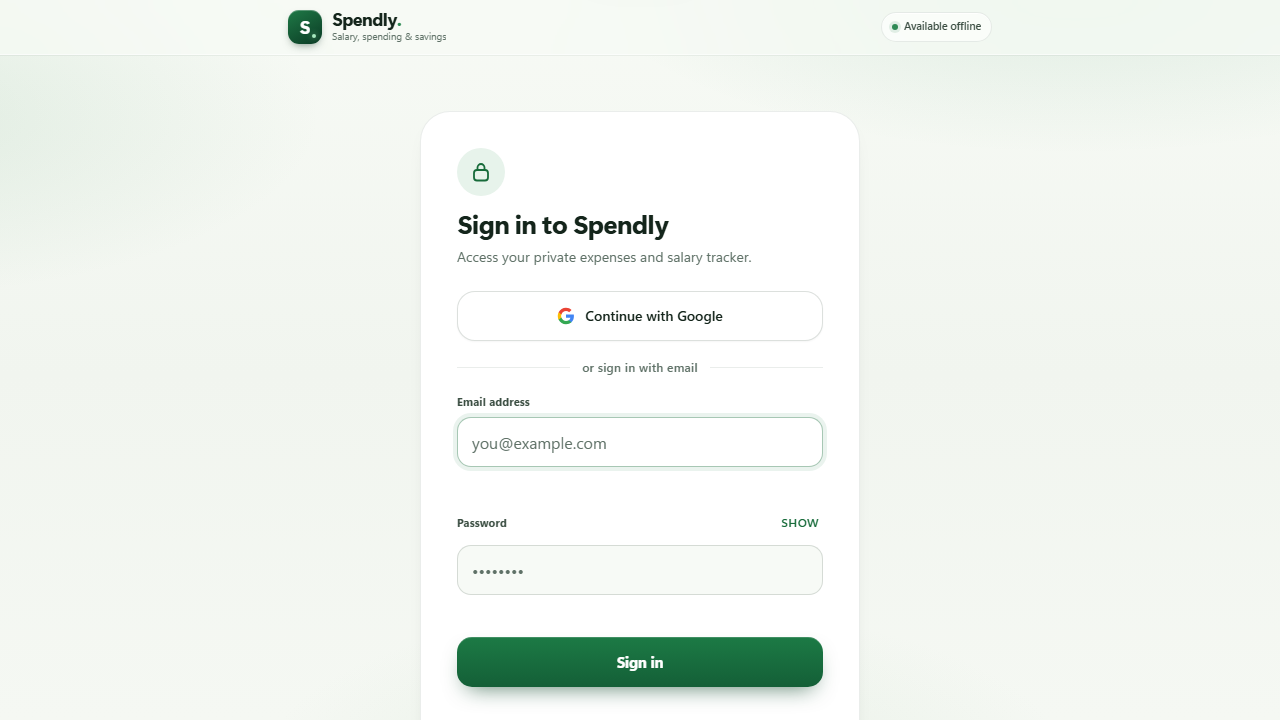 S.
Spendly.
Salary, spending & savings
Available offline
Sign in to Spendly
Access your private expenses and salary tracker.
Continue with Google
or sign in with email
Email address
you@example.com
Password
SHOW
••••••••
Sign in